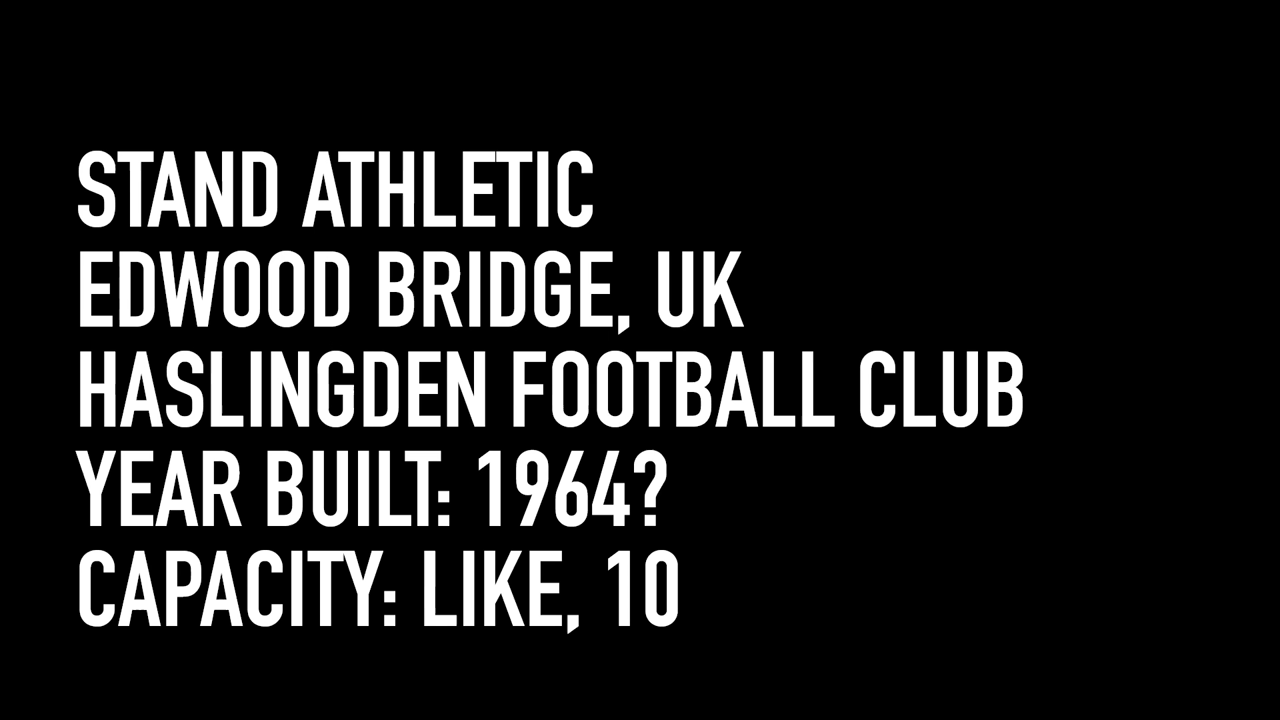 STAND ATHLETIC
EDWOOD BRIDGE, UK
HASLINGDEN FOOTBALL CLUB
YEAR BUILT: 1964?
CAPACITY: LIKE, 10